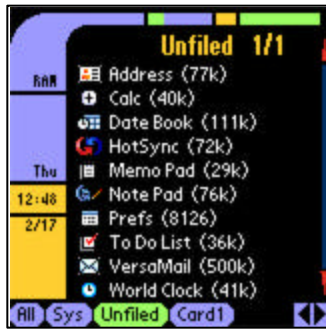 Unfiled 1/1
RAM
Address (77k)
Calc (40k)
Date Book (111k)
HotSync (72k)
Memo Pad (29k)
Thu
Note Pad (76k)
12:48
Prefs (8126)
2/17
To Do List (36k)
VersaMail (500k)
World Clock (41k)
All Sys Unfiled Card1